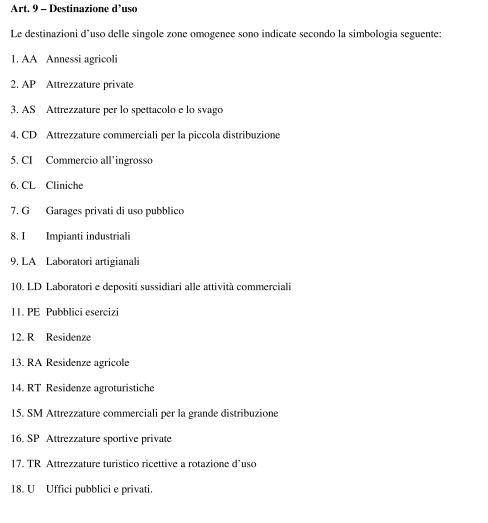 Art. 9 – Destinazione d'uso
Le destinazioni d'uso delle singole zone omogenee sono indicate secondo la simbologia seguente:
1. AA Annessi agricoli
2. AP Attrezzature private
3. AS Attrezzature per lo spettacolo e lo svago
4. CD Attrezzature commerciali per la piccola distribuzione
5. CI Commercio all'ingrosso
6. CL Cliniche
7. G Garages privati di uso pubblico
8. I Impianti industriali
9. LA Laboratori artigianali
10. LD Laboratori e depositi sussidiari alle attività commerciali
11. PE Pubblici esercizi
12. R Residenze
13. RA Residenze agricole
14. RT Residenze agroturistiche
15. SM Attrezzature commerciali per la grande distribuzione
16. SP Attrezzature sportive private
17. TR Attrezzature turistico ricettive a rotazione d'uso
18. U Uffici pubblici e privati.